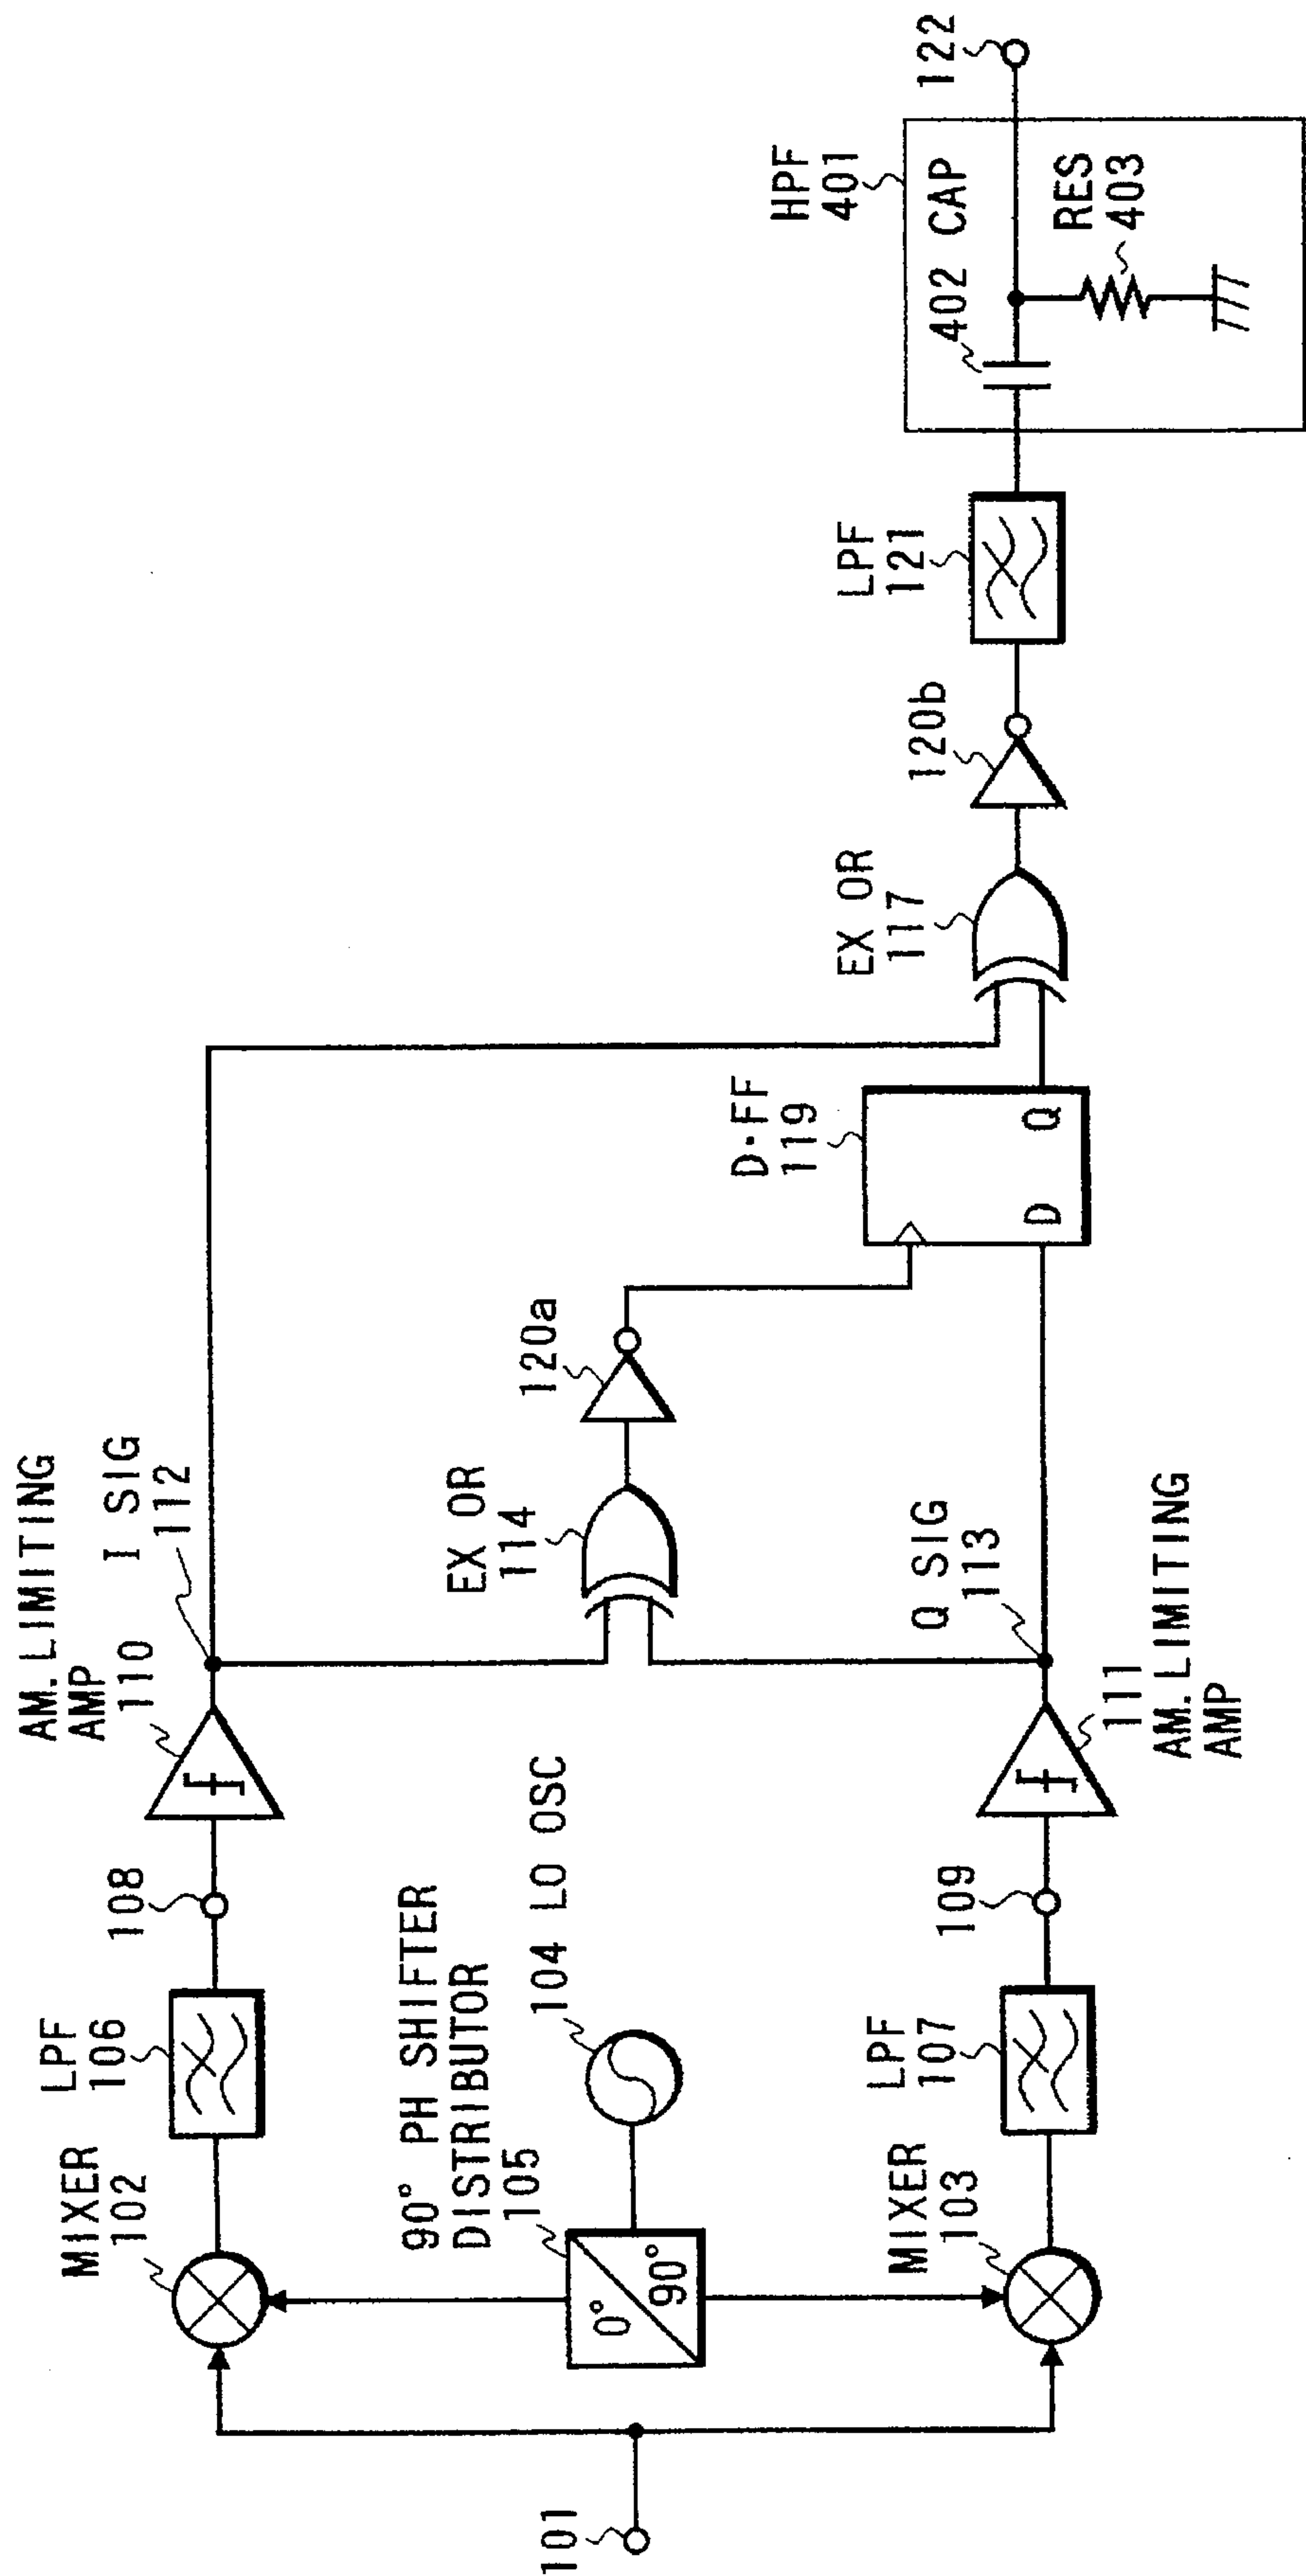 101
MIXER
102
LPF
106
108
AM.LIMITING
AMP
110
I SIG
112
90° PH SHIFTER
DISTRIBUTOR
105
0°
90°
104 LO OSC
EX OR
114
120a
MIXER
103
LPF
107
109
111
AM.LIMITING
AMP
Q SIG
113
D·FF
119
D
Q
EX OR
117
120b
LPF
121
HPF
401
402 CAP
RES
403
122